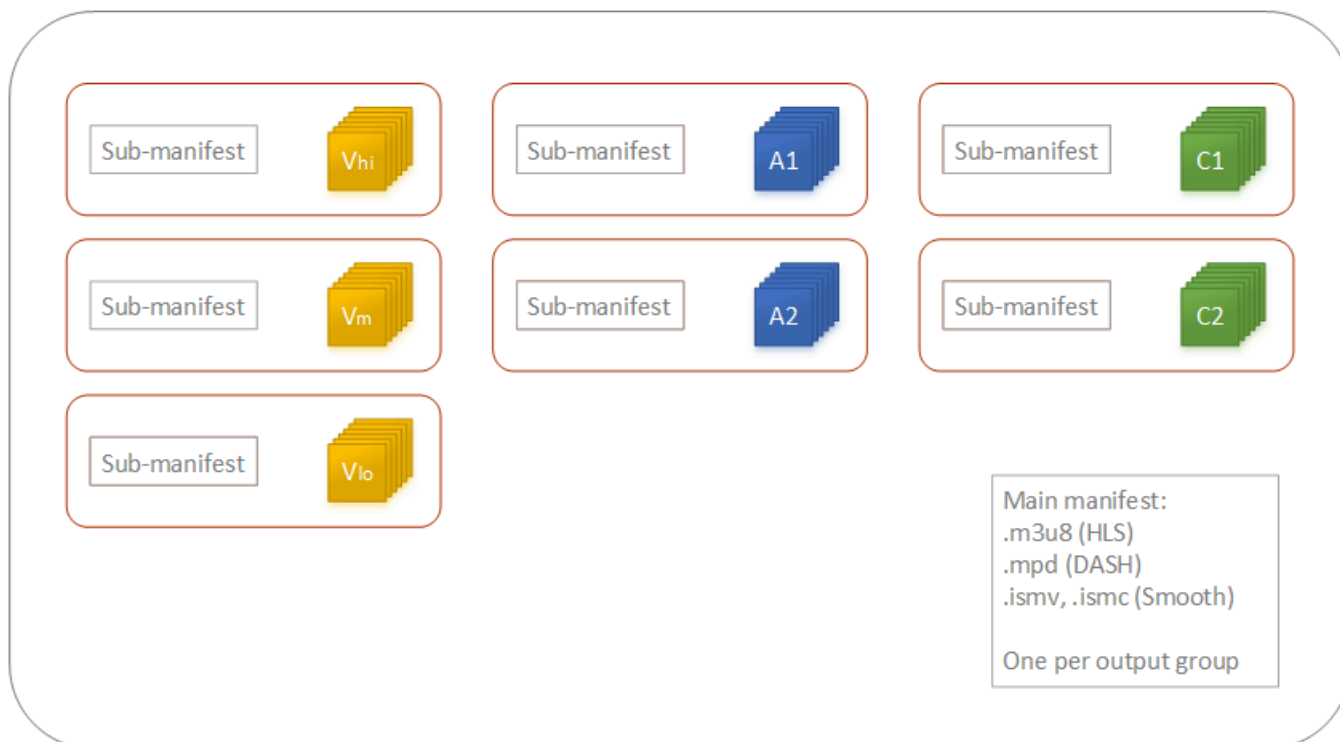 Sub-manifest
Vhi
Sub-manifest
A1
Sub-manifest
C1
Sub-manifest
Vm
Sub-manifest
A2
Sub-manifest
C2
Sub-manifest
Vlo
Main manifest:
.m3u8 (HLS)
.mpd (DASH)
.ismv, .ismc (Smooth)
One per output group